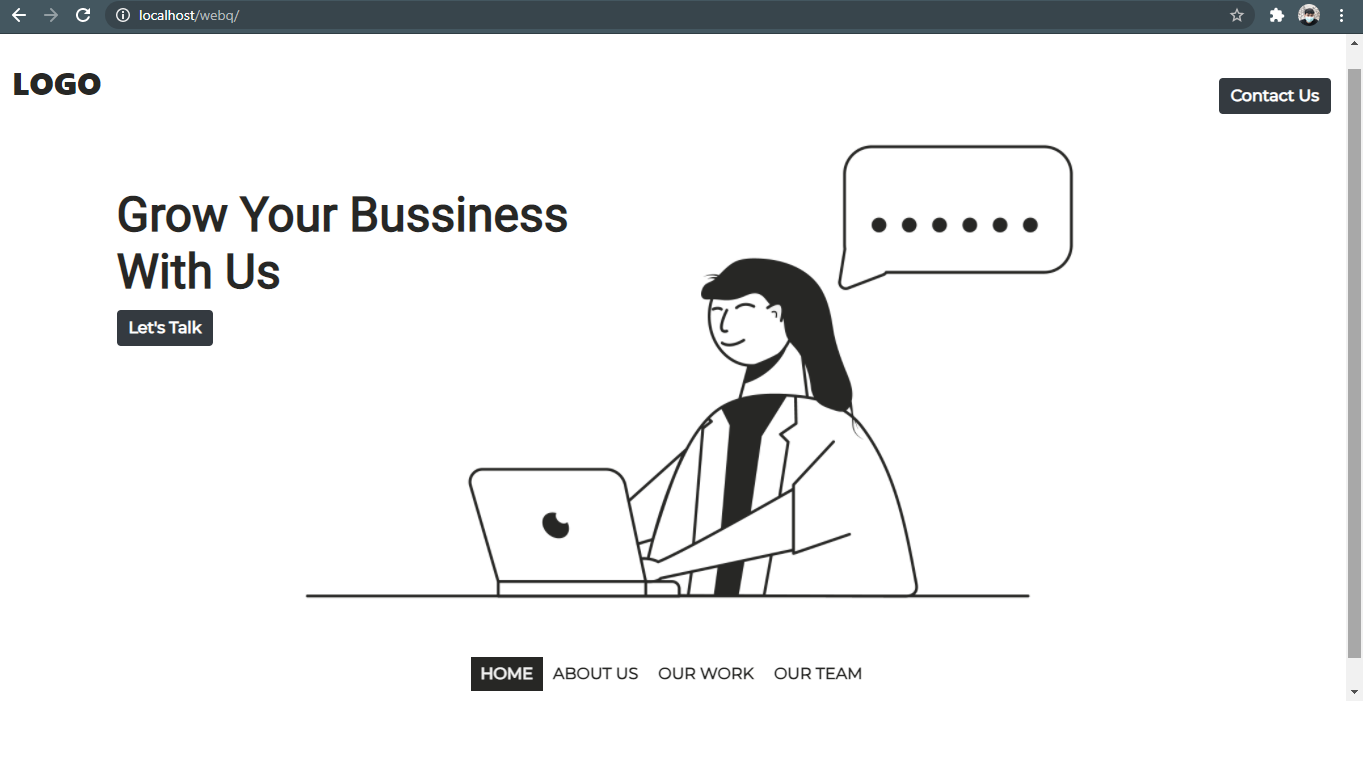 localhost/webq/
LOGO
Contact Us
Grow Your Bussiness
With Us
Let's Talk
HOME ABOUT US OUR WORK OUR TEAM